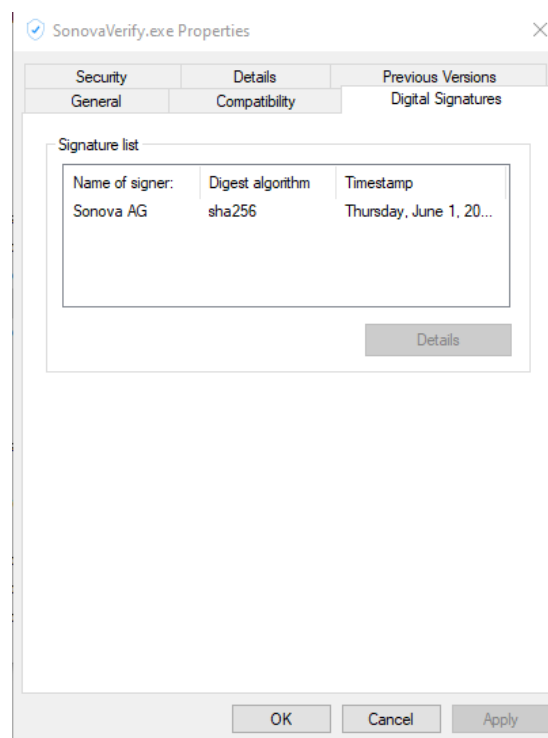 SonovaVerify.exe Properties
Security Details Previous Versions
General Compatibility Digital Signatures
Signature list
Name of signer: Digest algorithm Timestamp
Sonova AG sha256 Thursday, June 1, 20...
Details
OK Cancel Apply